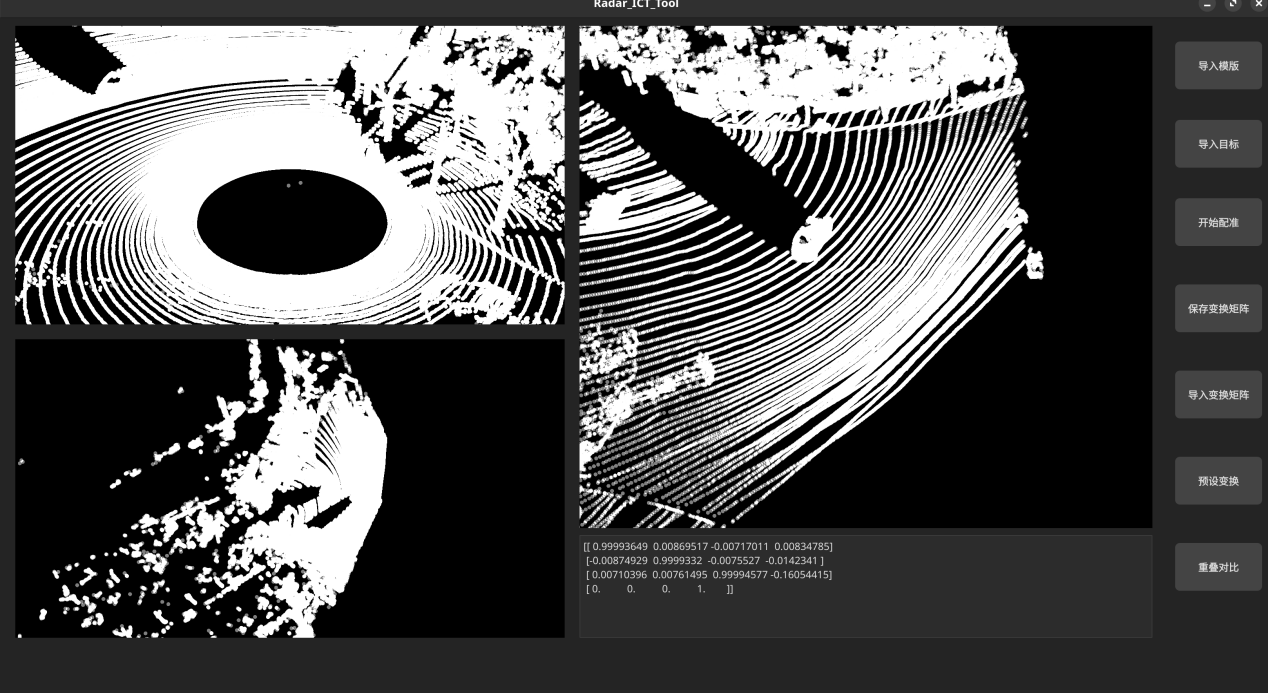 Radar_ICT_Tool
导入模版
导入目标
开始配准
保存变换矩阵
导入变换矩阵
预设变换
重叠对比
[[ 0.99993649 0.00869517 -0.00717011 0.00834785]
[-0.00874929 0.9999332 -0.0075527 -0.0142341 ]
[ 0.00710396 0.00761495 0.99994577 -0.16054415]
[ 0. 0. 0. 1. ]]